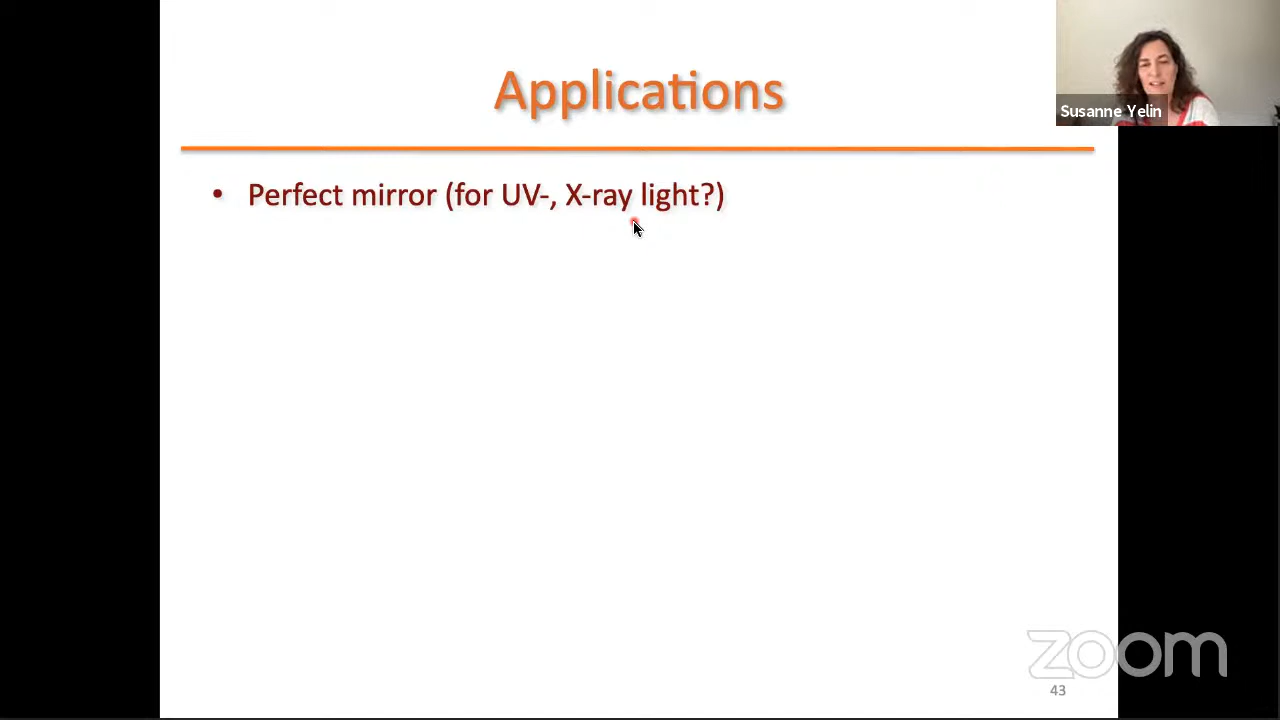 Applications
Susanne Yelin
• Perfect mirror (for UV-, X-ray light?)
zoom
43